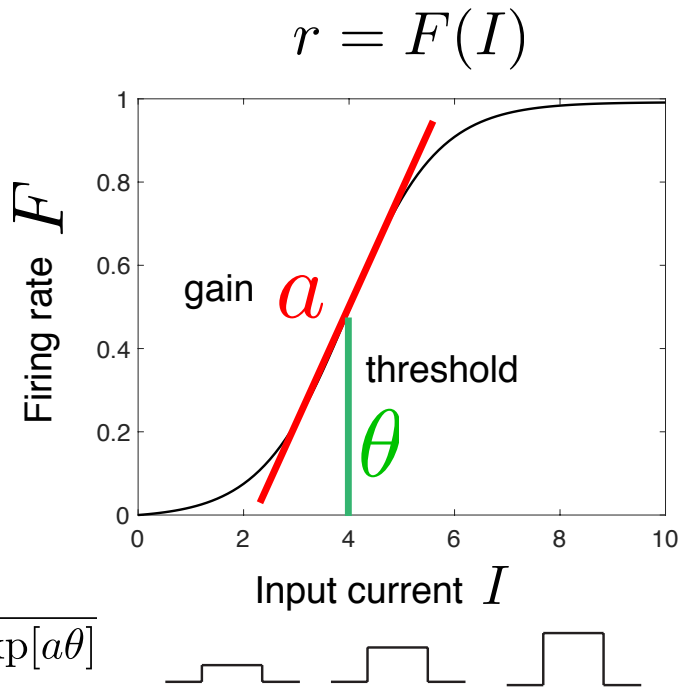 r = F(I)
1
0.8
0.6
0.4
0.2
0
Firing rate F
gain a
threshold
θ
0 2 4 6 8 10
Input current I
p[aθ]